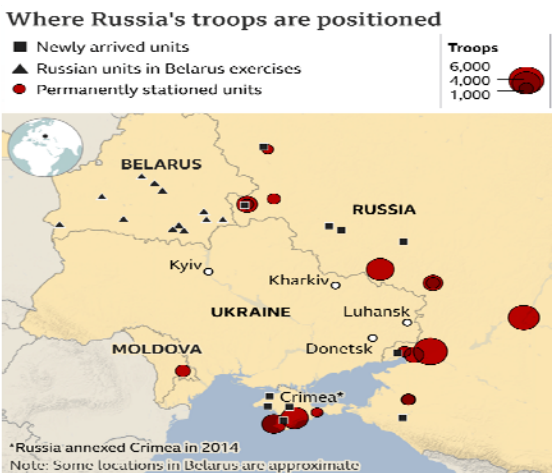 Where Russia's troops are positioned
Newly arrived units
Russian units in Belarus exercises
Permanently stationed units
Troops
6,000
4,000
1,000
BELARUS
RUSSIA
Kyiv
Kharkiv
UKRAINE
Luhansk
MOLDOVA
Donetsk
Crimea*
*Russia annexed Crimea in 2014
Note: Some locations in Belarus are approximate